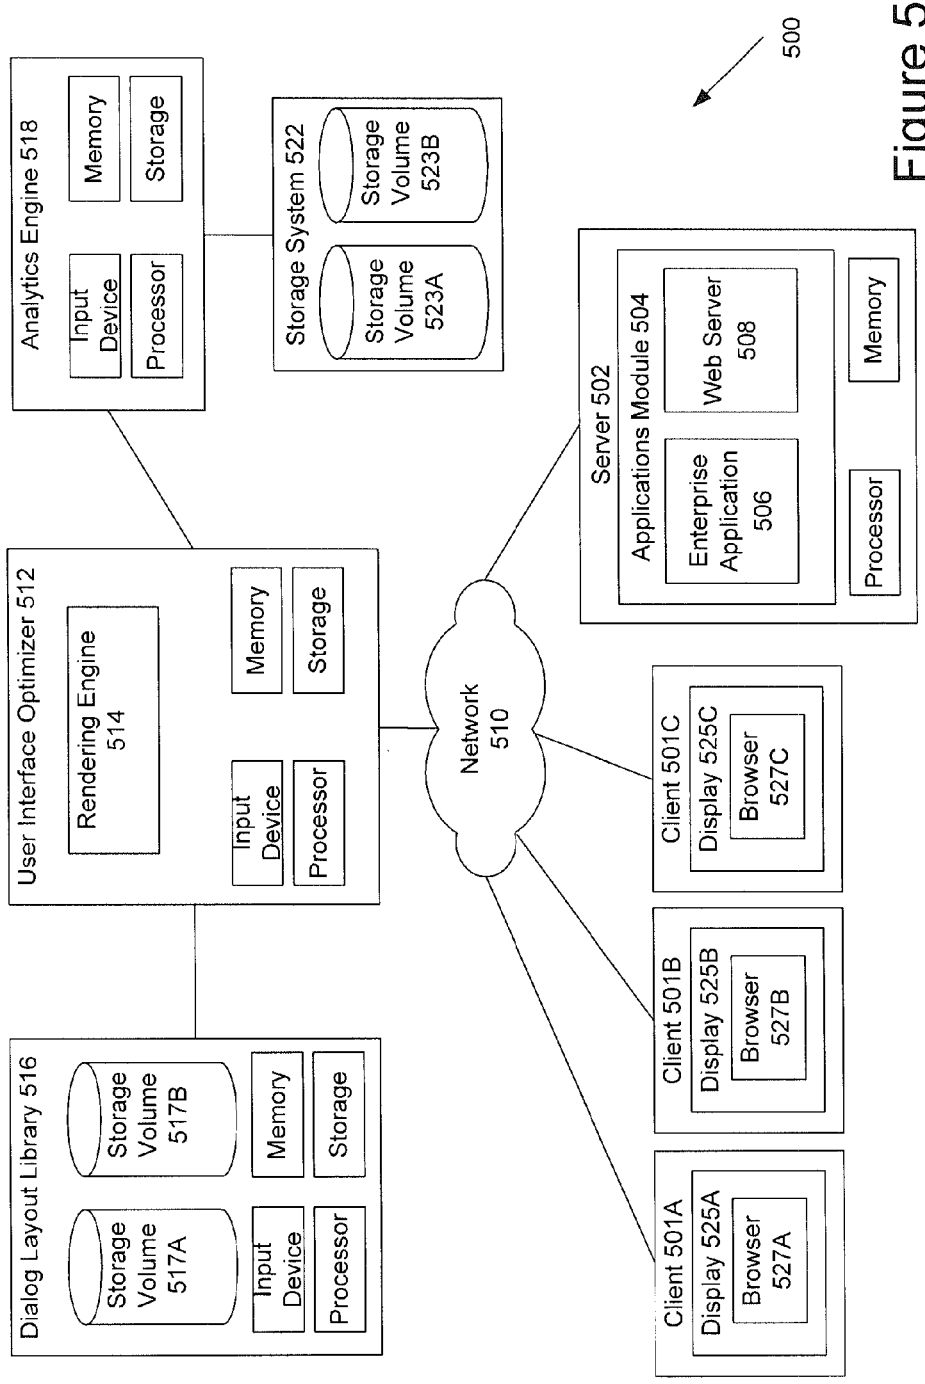 Dialog Layout Library 516
Storage
Volume
517A
Storage
Volume
517B
Input
Device
Memory
Processor
Storage
User Interface Optimizer 512
Rendering Engine
514
Input
Device
Memory
Processor
Storage
Analytics Engine 518
Input
Device
Memory
Processor
Storage
Storage System 522
Storage
Volume
523A
Storage
Volume
523B
Network
510
Client 501A
Display 525A
Browser
527A
Client 501B
Display 525B
Browser
527B
Client 501C
Display 525C
Browser
527C
Server 502
Applications Module 504
Enterprise
Application
506
Web Server
508
Processor
Memory
500
Figure 5